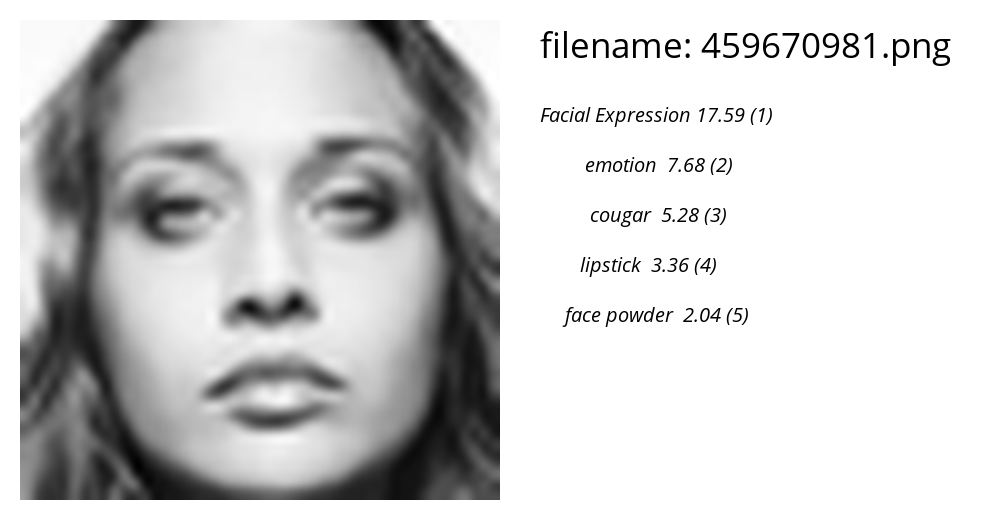 filename: 459670981.png
Facial Expression 17.59 (1)
emotion 7.68 (2)
cougar 5.28 (3)
lipstick 3.36 (4)
face powder 2.04 (5)